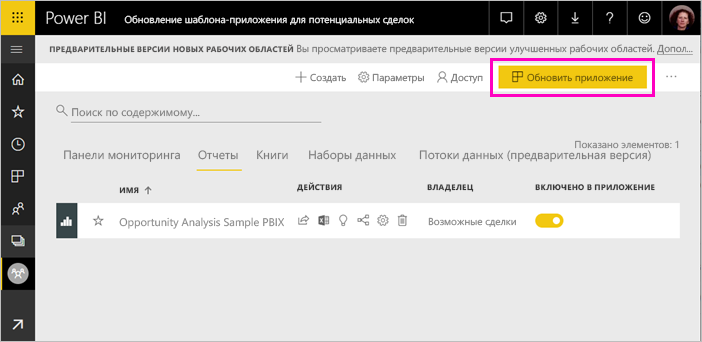 Power BI Обновление шаблона-приложения для потенциальных сделок
ПРЕДВАРИТЕЛЬНЫЕ ВЕРСИИ НОВЫХ РАБОЧИХ ОБЛАСТЕЙ Вы просматриваете предварительные версии улучшенных рабочих областей. Допол...
Создать Параметры Доступ Обновить приложение ...
Поиск по содержимому...
Показано элементов: 1
Панели мониторинга Отчеты Книги Наборы данных Потоки данных (предварительная версия)
ИМЯ ДЕЙСТВИЯ ВЛАДЕЛЕЦ ВКЛЮЧЕНО В ПРИЛОЖЕНИЕ
Opportunity Analysis Sample PBIX Возможные сделки